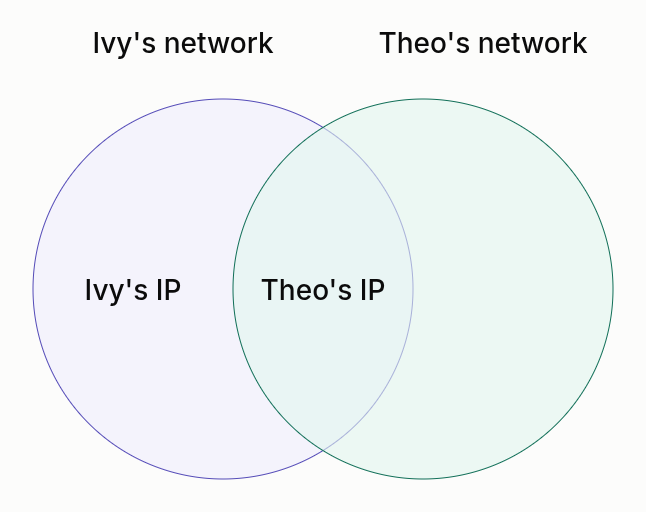 Ivy's network
Theo's network
Ivy's IP
Theo's IP